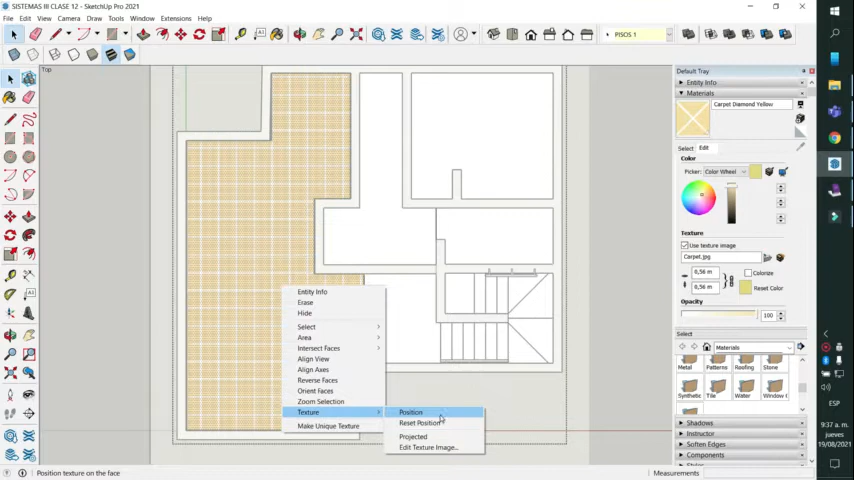 SISTEMAS III CLASE 12 - SketchUp Pro 2021
File Edit View Camera Draw Tools Window Extensions Help
PISOS 1
Top
Default Tray
Entity Info
Materials
Carpet Diamond Yellow
Select Edit
Color
Picker: Color Wheel
Texture
Use texture image
Carpet.jpg
0,56 m Colorize
0,56 m Reset Color
Opacity
100
Select
Materials
Metal Patterns Roofing Stone
Synthetic Tile Water Window
Shadows
Instructor
Soften Edges
Components
Entity Info
Erase
Hide
Select
Area
Intersect Faces
Align View
Align Axes
Reverse Faces
Orient Faces
Zoom Selection
Texture
Make Unique Texture
Position
Reset Position
Projected
Edit Texture Image...
Position texture on the face
Measurements
ESP
9:37 a.m.
jueves
19/08/2021